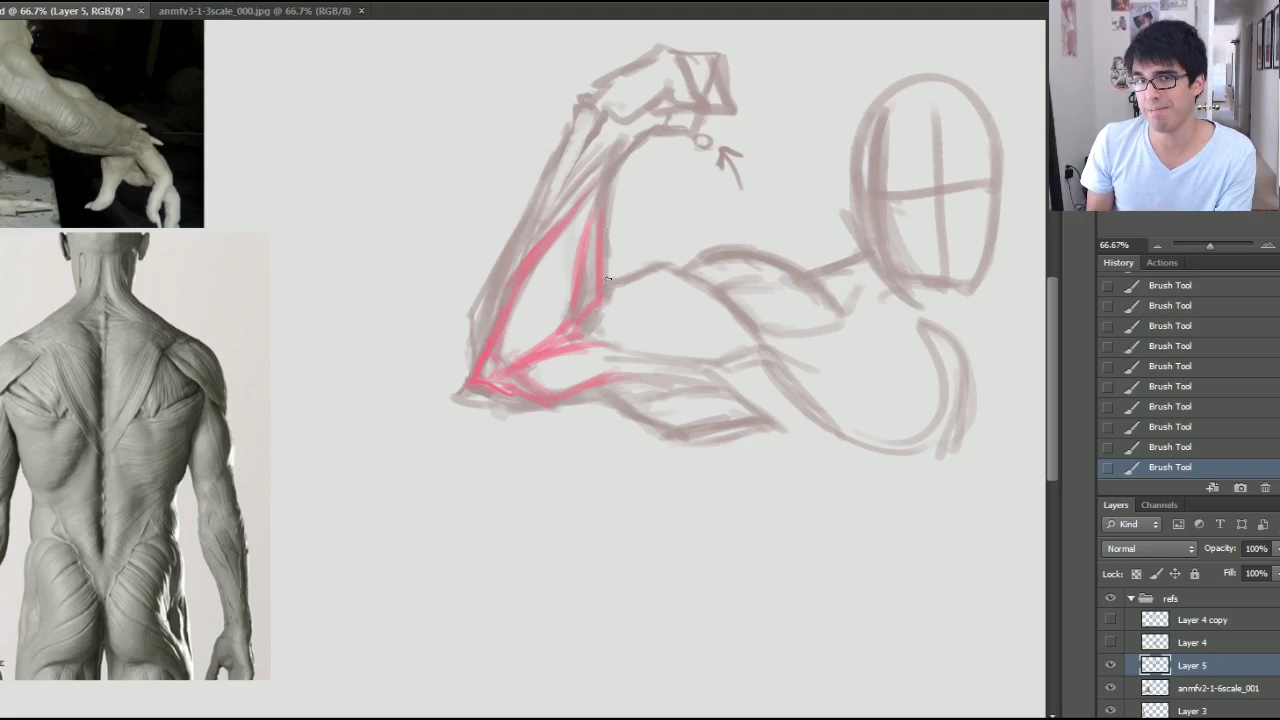 d @ 66.7% (Layer 5, RGB/8) * × anmfv3-1-3scale_000.jpg @ 66.7% (RGB/8) ×
66.67%
History Actions
Brush Tool
Brush Tool
Brush Tool
Brush Tool
Brush Tool
Brush Tool
Brush Tool
Brush Tool
Brush Tool
Brush Tool
Layers Channels
Kind
Normal Opacity: 100%
Lock: Fill: 100%
refs
Layer 4 copy
Layer 4
Layer 5
anmfv2-1-6scale_001
Layer 3